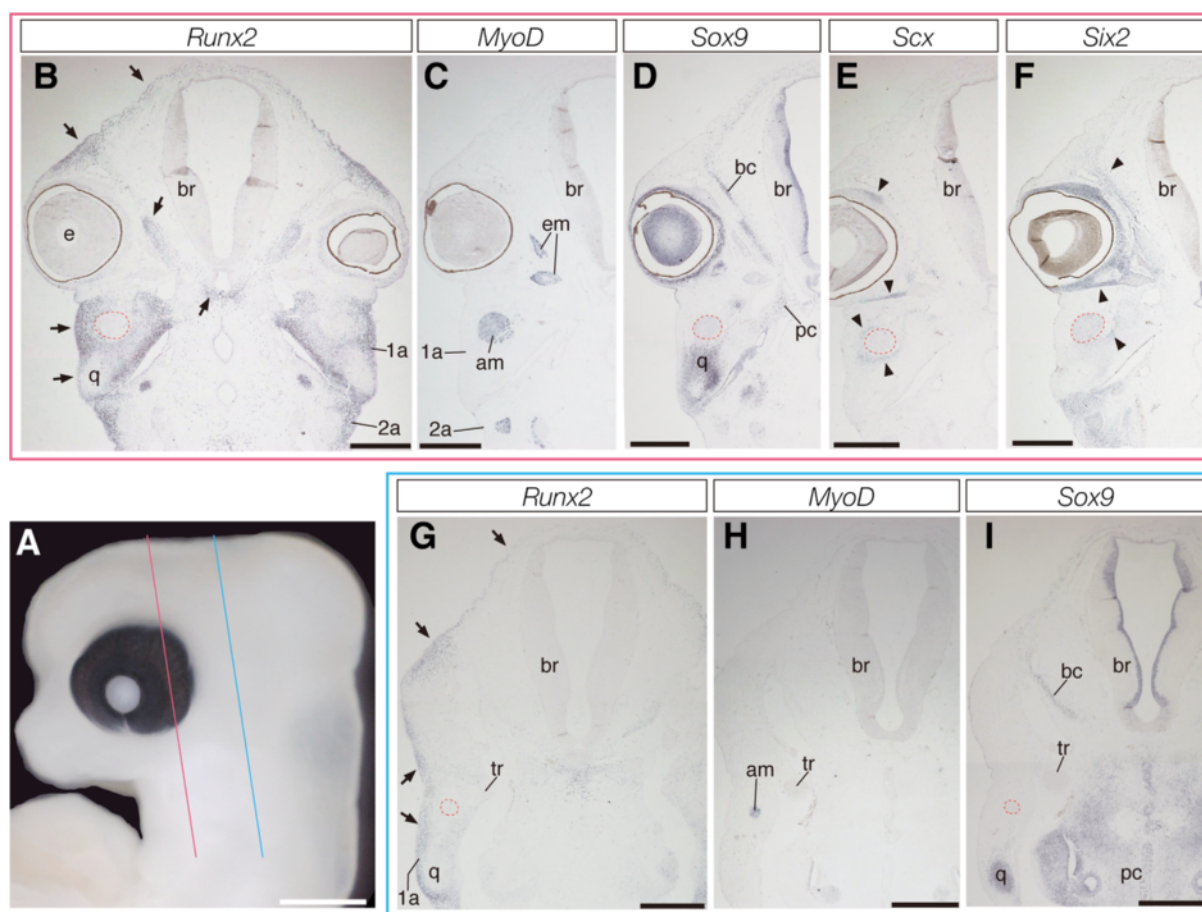 Runx2 MyoD Sox9 Scx Six2
B C D E F
bc
br br br br br
e
em
pc
1a 1a am q
q
2a 2a
Runx2 MyoD Sox9
A G H I
br br br
bc
tr tr tr
am
q q pc
1a